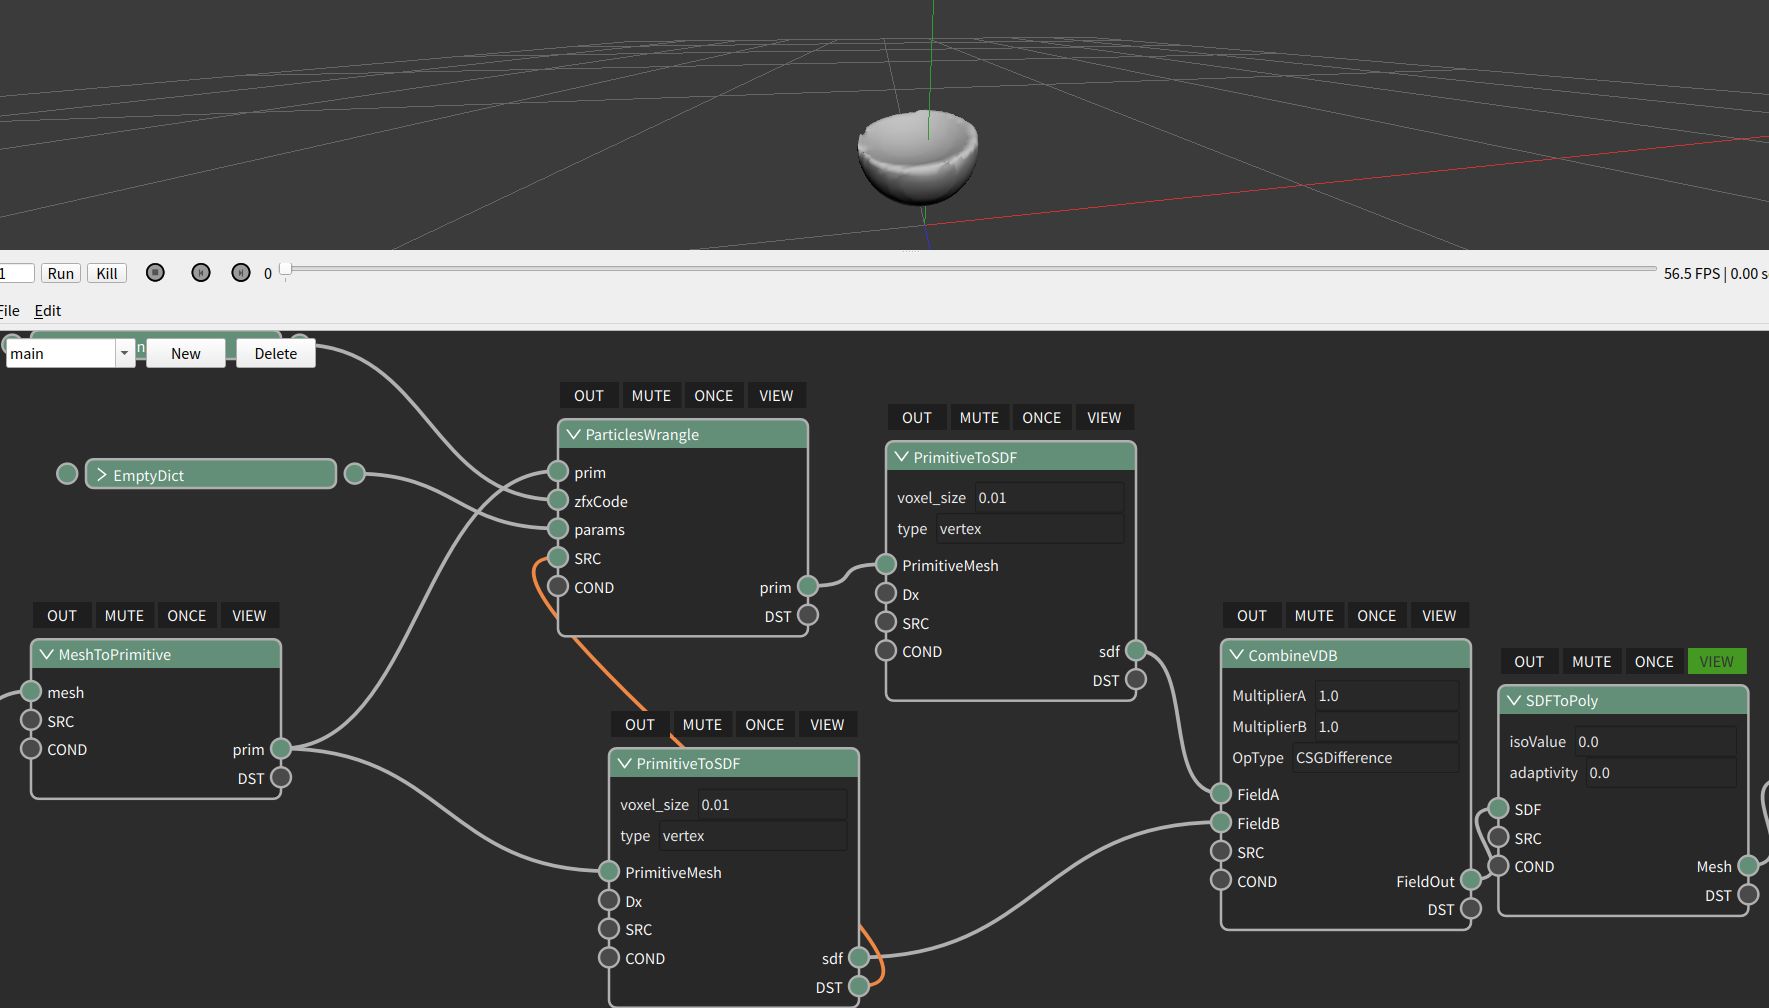 1 Run Kill 0 56.5 FPS | 0.00 s
File Edit
main New Delete
OUT MUTE ONCE VIEW
ParticlesWrangle
prim
zfxCode
params
SRC
COND
prim
DST
EmptyDict
OUT MUTE ONCE VIEW
PrimitiveToSDF
voxel_size 0.01
type vertex
PrimitiveMesh
Dx
SRC
COND
sdf
DST
OUT MUTE ONCE VIEW
MeshToPrimitive
mesh
SRC
COND
prim
DST
OUT MUTE ONCE VIEW
PrimitiveToSDF
voxel_size 0.01
type vertex
PrimitiveMesh
Dx
SRC
COND
sdf
DST
OUT MUTE ONCE VIEW
CombineVDB
MultiplierA 1.0
MultiplierB 1.0
OpType CSGDifference
FieldA
FieldB
SRC
COND
FieldOut
DST
OUT MUTE ONCE VIEW
SDFToPoly
isoValue 0.0
adaptivity 0.0
SDF
SRC
COND
Mesh
DST